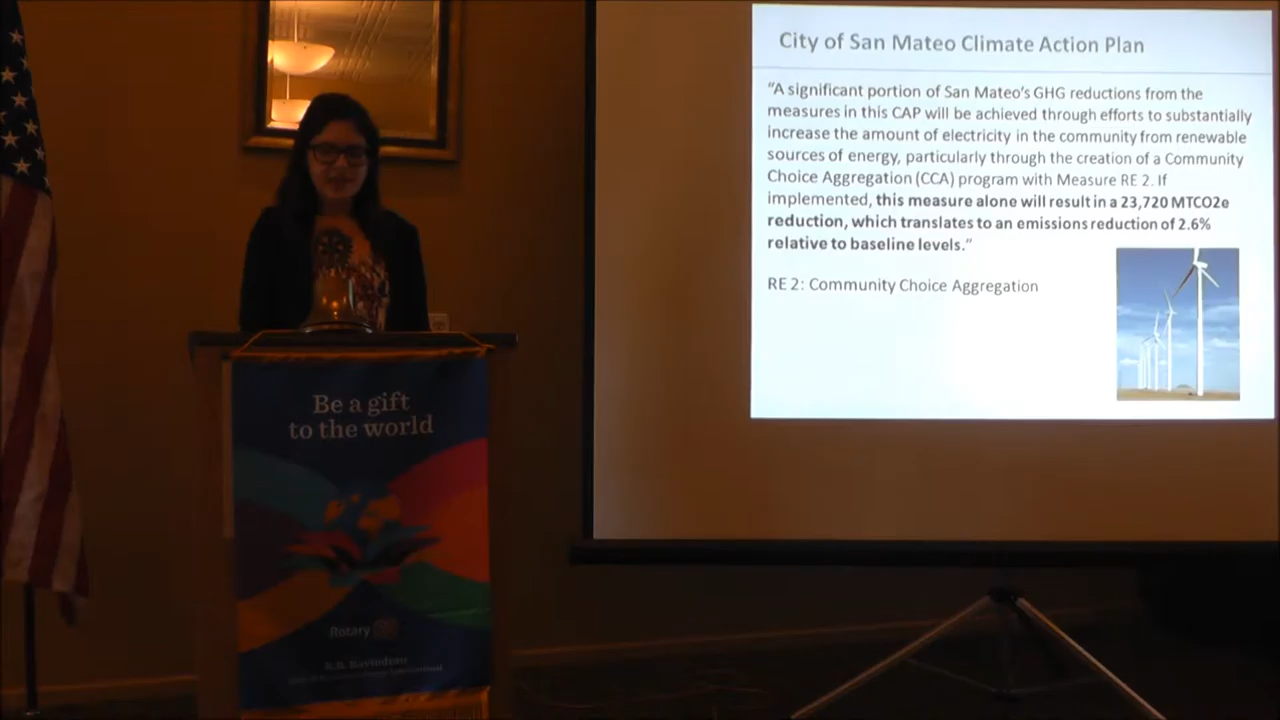 City of San Mateo Climate Action Plan
“A significant portion of San Mateo’s GHG reductions from the
measures in this CAP will be achieved through efforts to substantially
increase the amount of electricity in the community from renewable
sources of energy, particularly through the creation of a Community
Choice Aggregation (CCA) program with Measure RE 2. If
implemented, this measure alone will result in a 23,720 MTCO2e
reduction, which translates to an emissions reduction of 2.6%
relative to baseline levels.”
RE 2: Community Choice Aggregation
Be a gift
to the world
Rotary